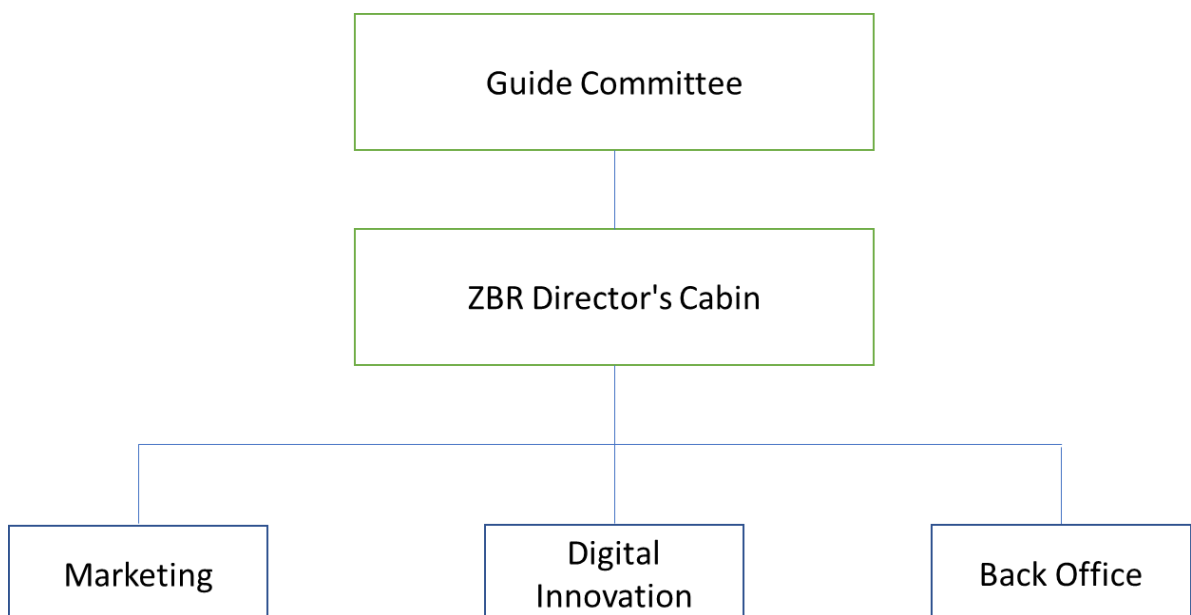 Guide Committee
ZBR Director's Cabin
Marketing
Digital
Innovation
Back Office